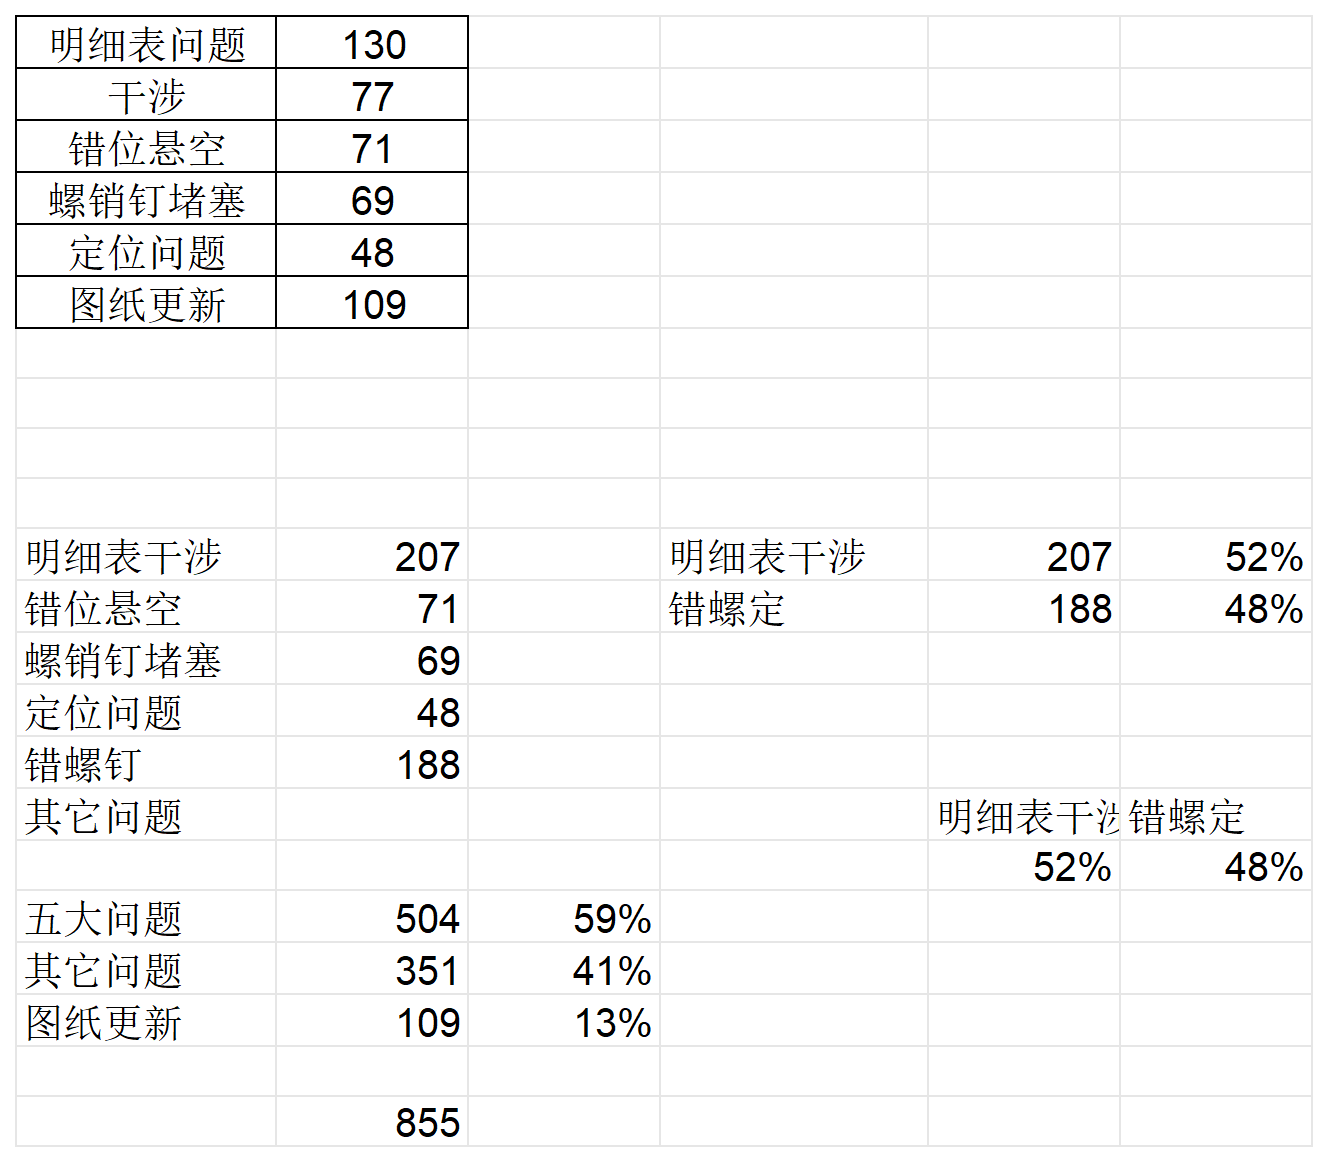 明细表问题 130
干涉 77
错位悬空 71
螺销钉堵塞 69
定位问题 48
图纸更新 109
明细表干涉 207 明细表干涉 207 52%
错位悬空 71 错螺定 188 48%
螺销钉堵塞 69
定位问题 48
错螺钉 188
其它问题 明细表干涉 错螺定
52% 48%
五大问题 504 59%
其它问题 351 41%
图纸更新 109 13%
855